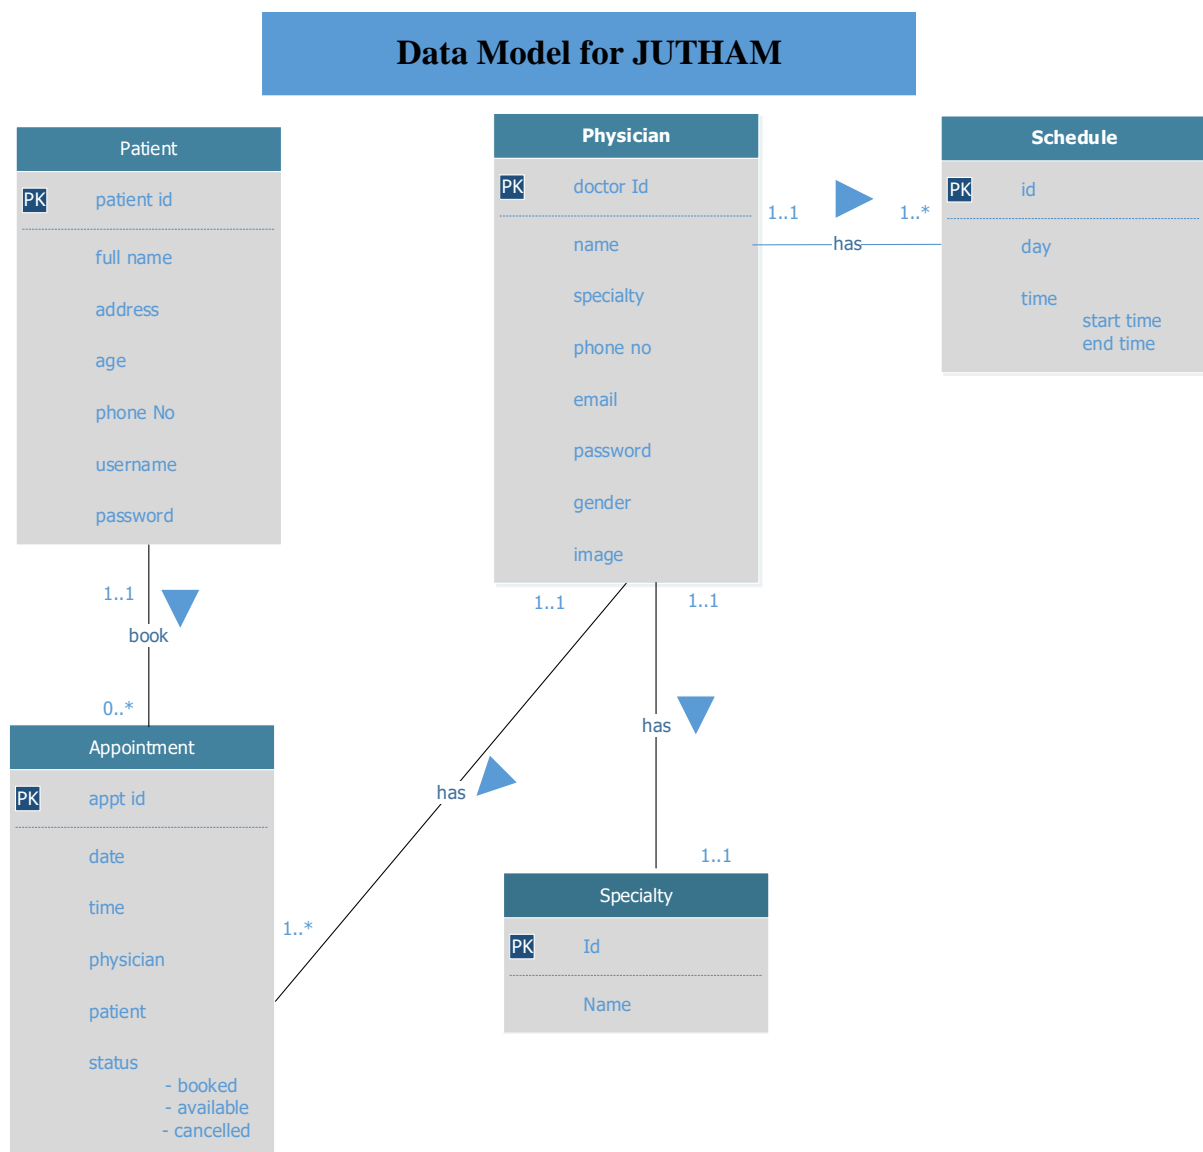 Data Model for JUTHAM
Patient
PK patient id
full name
address
age
phone No
username
password
Physician
PK doctor Id
name
specialty
phone no
email
password
gender
image
1..1 1..*
has
Schedule
PK id
day
time
start time
end time
1..1
book
0..*
1..1
has
1..*
1..1
has
1..1
Appointment
PK appt id
date
time
physician
patient
status
- booked
- available
- cancelled
Specialty
PK Id
Name